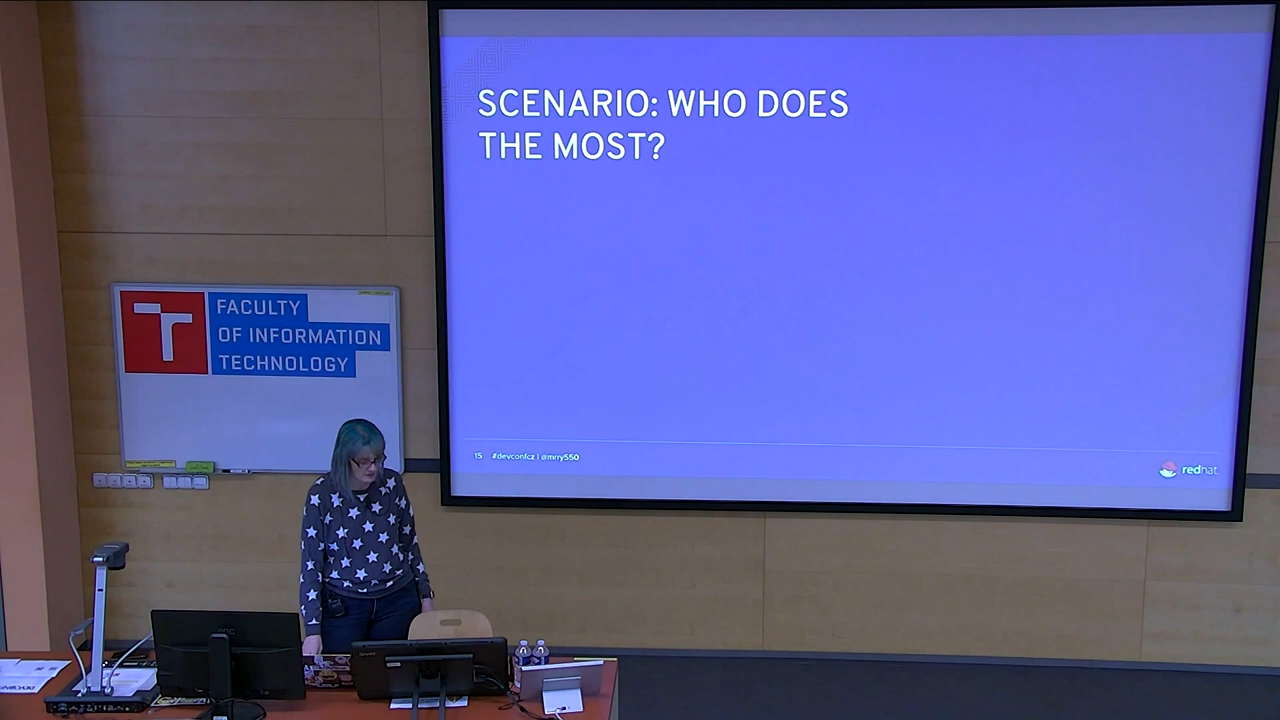 SCENARIO: WHO DOES
THE MOST?
FACULTY
OF INFORMATION
TECHNOLOGY
15 #devconfcz | @mrry550
redhat